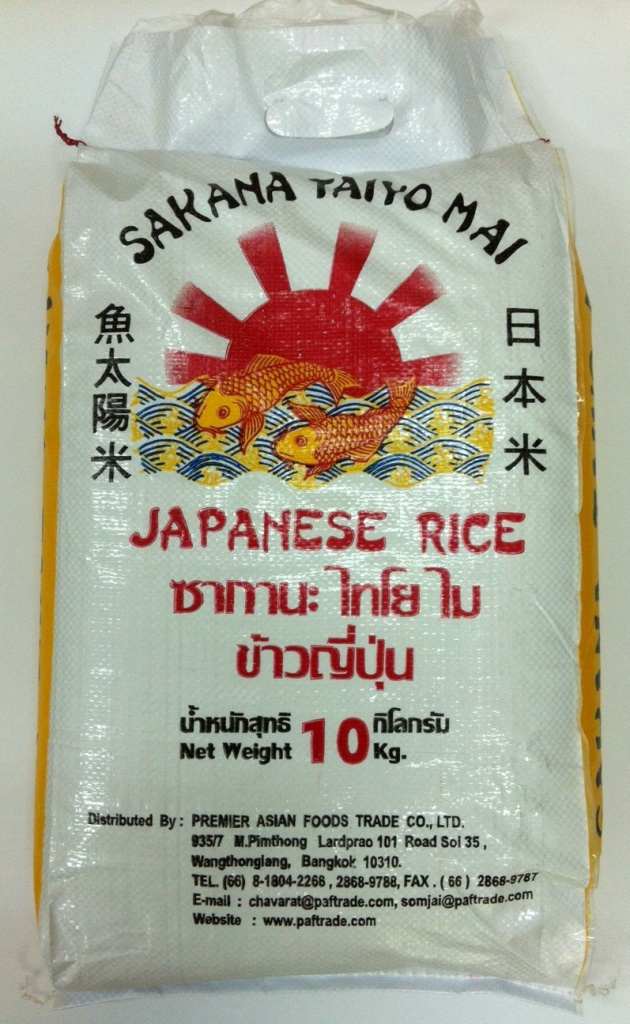 SAKANA TAIYO MAI
魚太陽米
日本米
JAPANESE RICE
ซากานะ ไทโย ไม
ข้าวญี่ปุ่น
น้ำหนักสุทธิ 10 กิโลกรัม
Net Weight Kg.
Distributed By : PREMIER ASIAN FOODS TRADE CO., LTD.
935/7 M.Pimthong Lardprao 101 Road Soi 35 ,
Wangthonglang, Bangkok 10310.
TEL. (66) 8-1804-2266 , 2868-9788, FAX . ( 66 ) 2868-9787
E-mail : chavarat@paftrade.com, somjai@paftrade.com
Website : www.paftrade.com